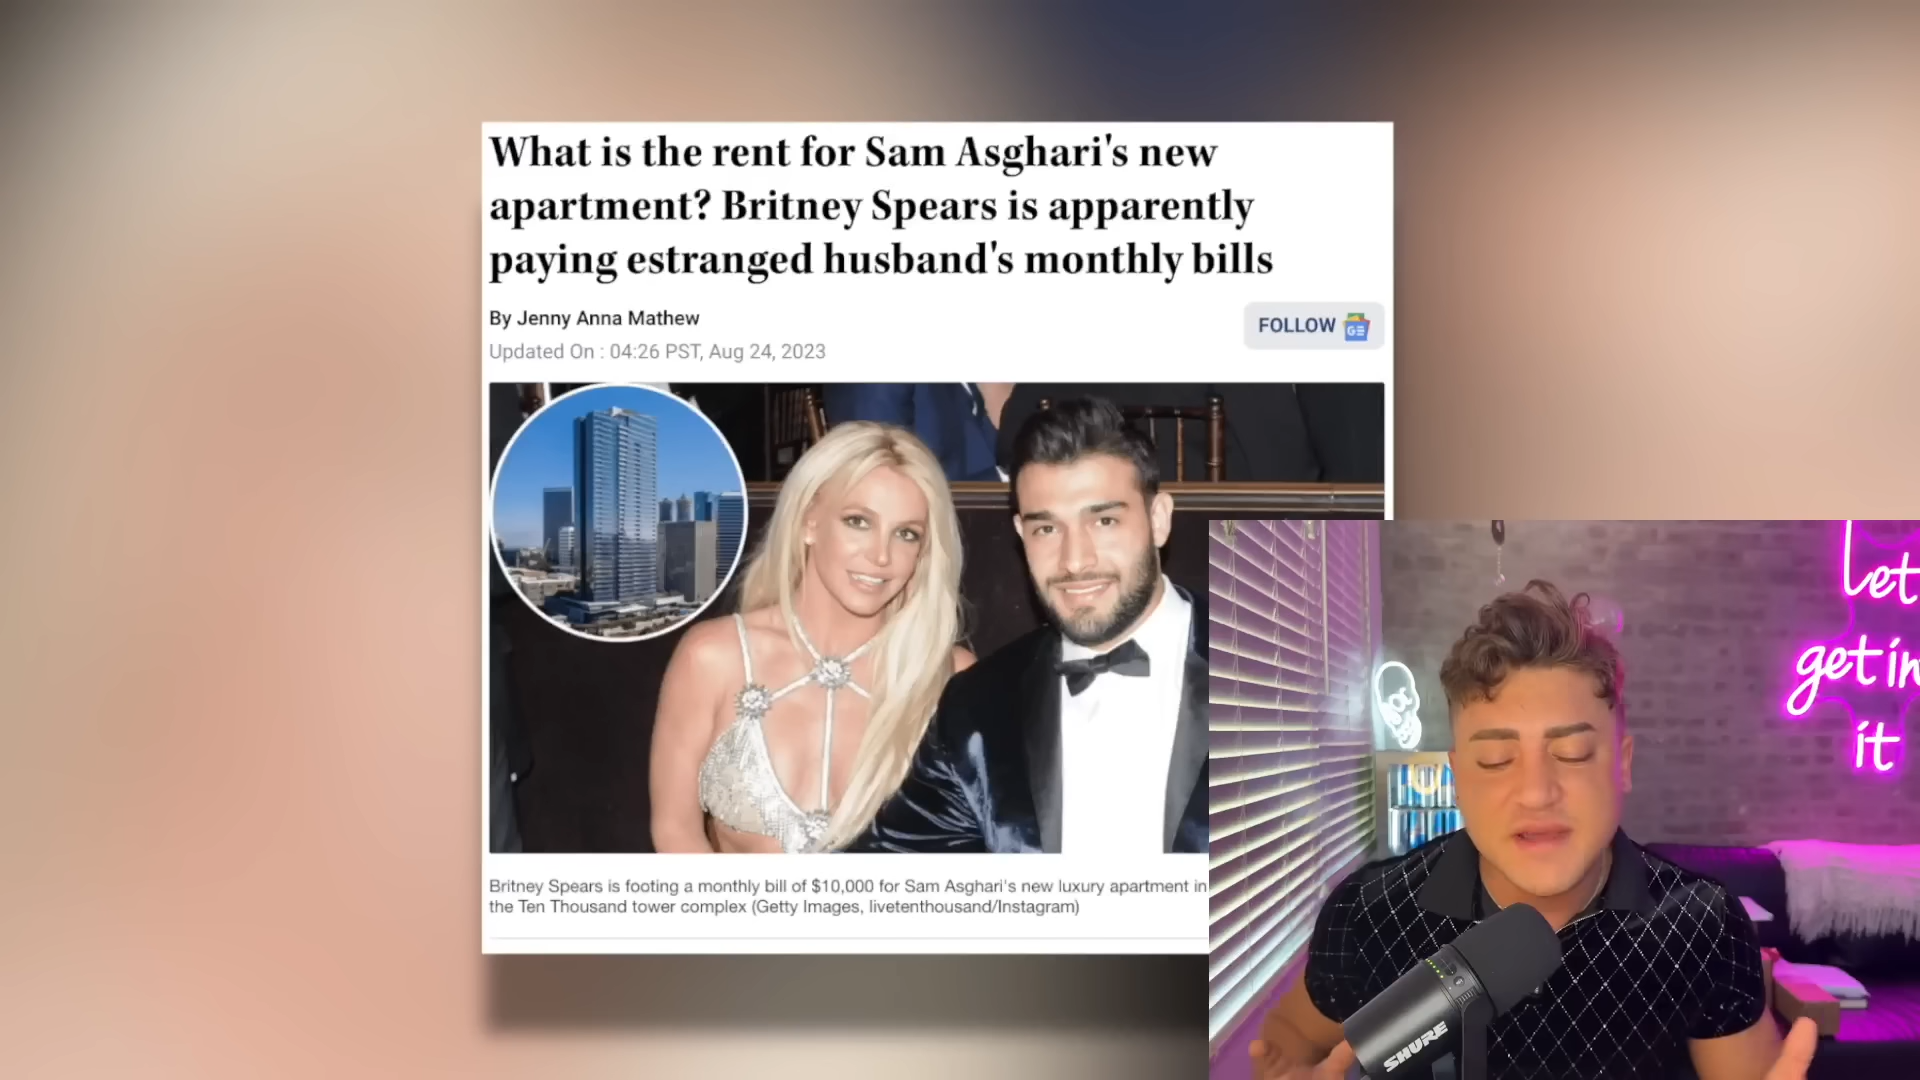 What is the rent for Sam Asghari's new
apartment? Britney Spears is apparently
paying estranged husband's monthly bills
By Jenny Anna Mathew
FOLLOW
GE
Updated On : 04:26 PST, Aug 24, 2023
Britney Spears is footing a monthly bill of $10,000 for Sam Asghari's new luxury apartment in
the Ten Thousand tower complex (Getty Images, livetenthousand/Instagram)
let
get in
it
SHURE